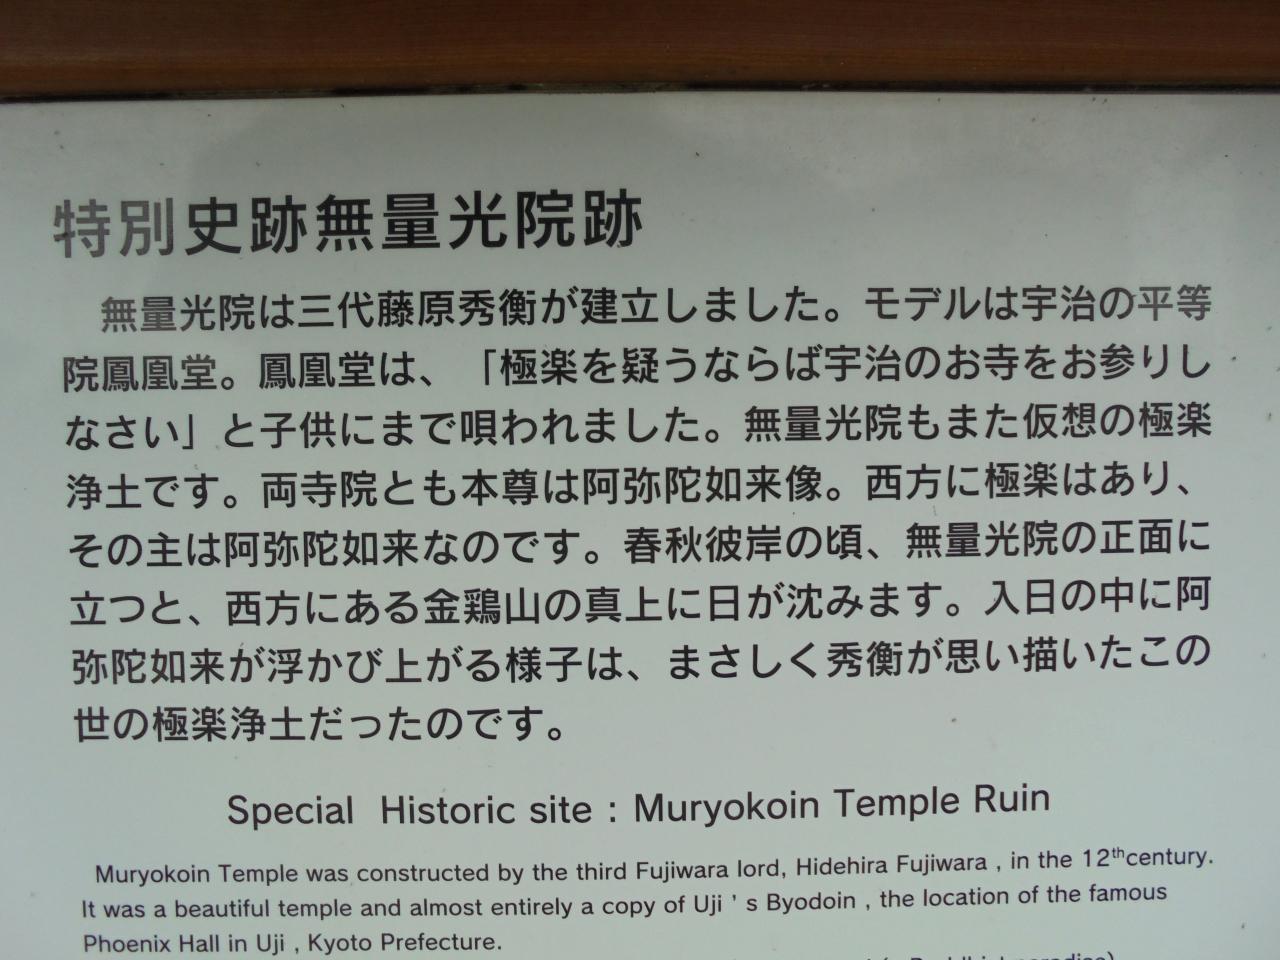 特別史跡無量光院跡
無量光院は三代藤原秀衡が建立しました。モデルは宇治の平等
院鳳凰堂。鳳凰堂は、「極楽を疑うならば宇治のお寺をお参りし
なさい」と子供にまで唄われました。無量光院もまた仮想の極楽
浄土です。両寺院とも本尊は阿弥陀如来像。西方に極楽はあり、
その主は阿弥陀如来なのです。春秋彼岸の頃、無量光院の正面に
立つと、西方にある金鶏山の真上に日が沈みます。入日の中に阿
弥陀如来が浮かび上がる様子は、まさしく秀衡が思い描いたこの
世の極楽浄土だったのです。
Special Historic site : Muryokoin Temple Ruin
Muryokoin Temple was constructed by the third Fujiwara lord, Hidehira Fujiwara , in the 12thcentury.
It was a beautiful temple and almost entirely a copy of Uji ' s Byodoin , the location of the famous
Phoenix Hall in Uji , Kyoto Prefecture.